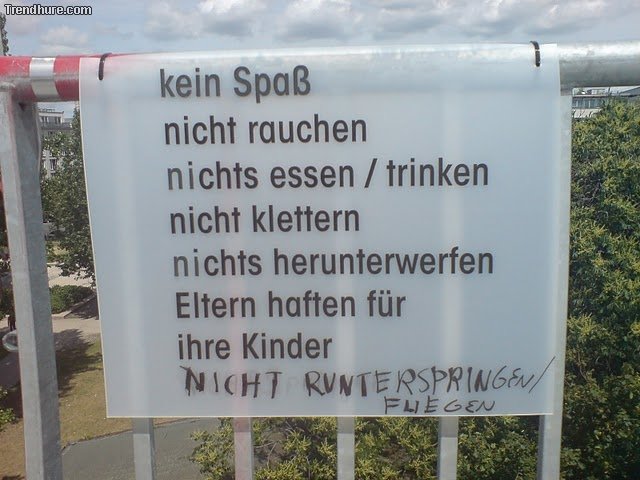 Trendhure.com
kein Spaß
nicht rauchen
nichts essen / trinken
nicht klettern
nichts herunterwerfen
Eltern haften für
ihre Kinder
NICHT RUNTERSPRINGEN/
FLIEGEN